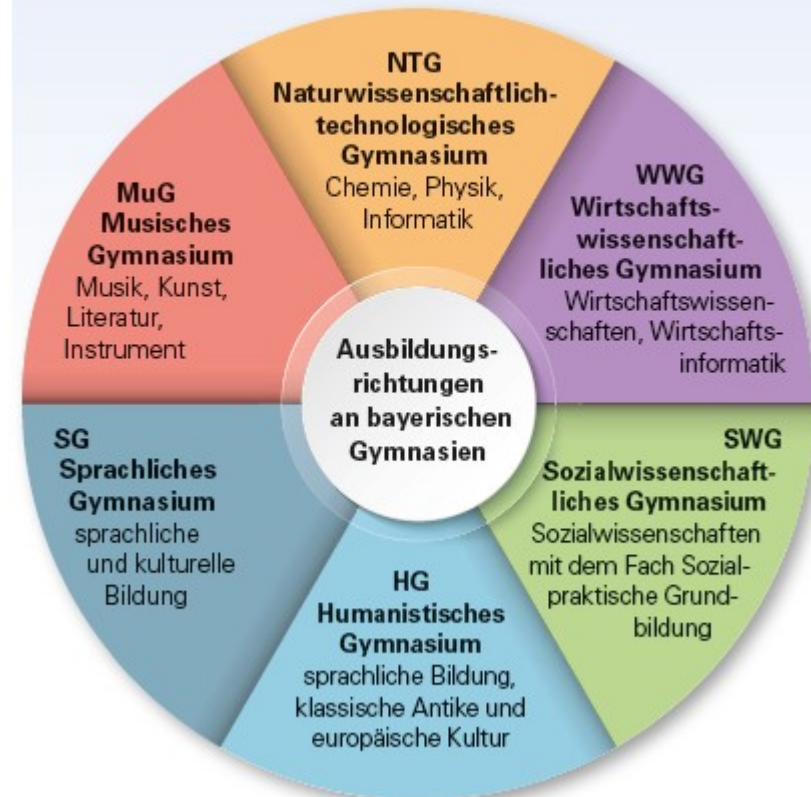 NTG
Naturwissenschaftlich-
technologisches
Gymnasium
Chemie, Physik,
Informatik
WWG
Wirtschafts-
wissenschaft-
liches Gymnasium
Wirtschaftswissen-
schaften, Wirtschafts-
informatik
SWG
Sozialwissenschaft-
liches Gymnasium
Sozialwissenschaften
mit dem Fach Sozial-
praktische Grund-
bildung
HG
Humanistisches
Gymnasium
sprachliche Bildung,
klassische Antike und
europäische Kultur
SG
Sprachliches
Gymnasium
sprachliche
und kulturelle
Bildung
MuG
Musisches
Gymnasium
Musik, Kunst,
Literatur,
Instrument
Ausbildungs-
richtungen
an bayerischen
Gymnasien